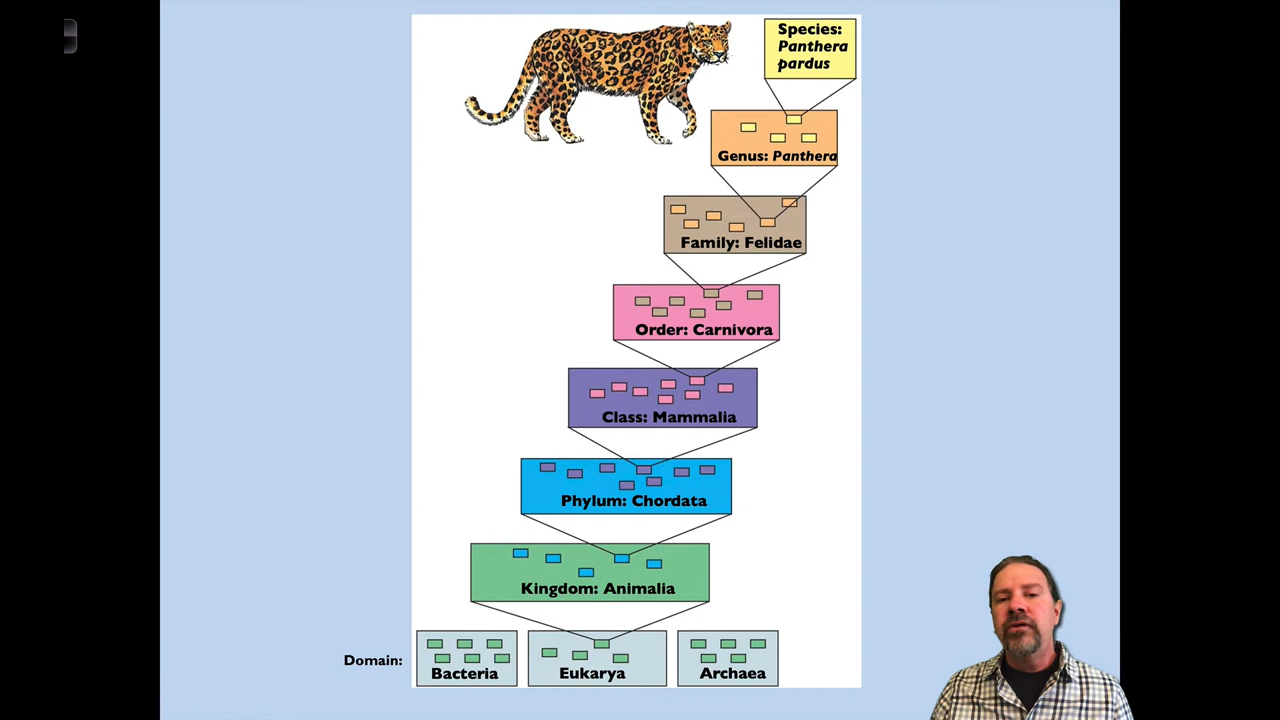 Species:
Panthera
pardus
Genus: Panthera
Family: Felidae
Order: Carnivora
Class: Mammalia
Phylum: Chordata
Kingdom: Animalia
Domain:
Bacteria
Eukarya
Archaea